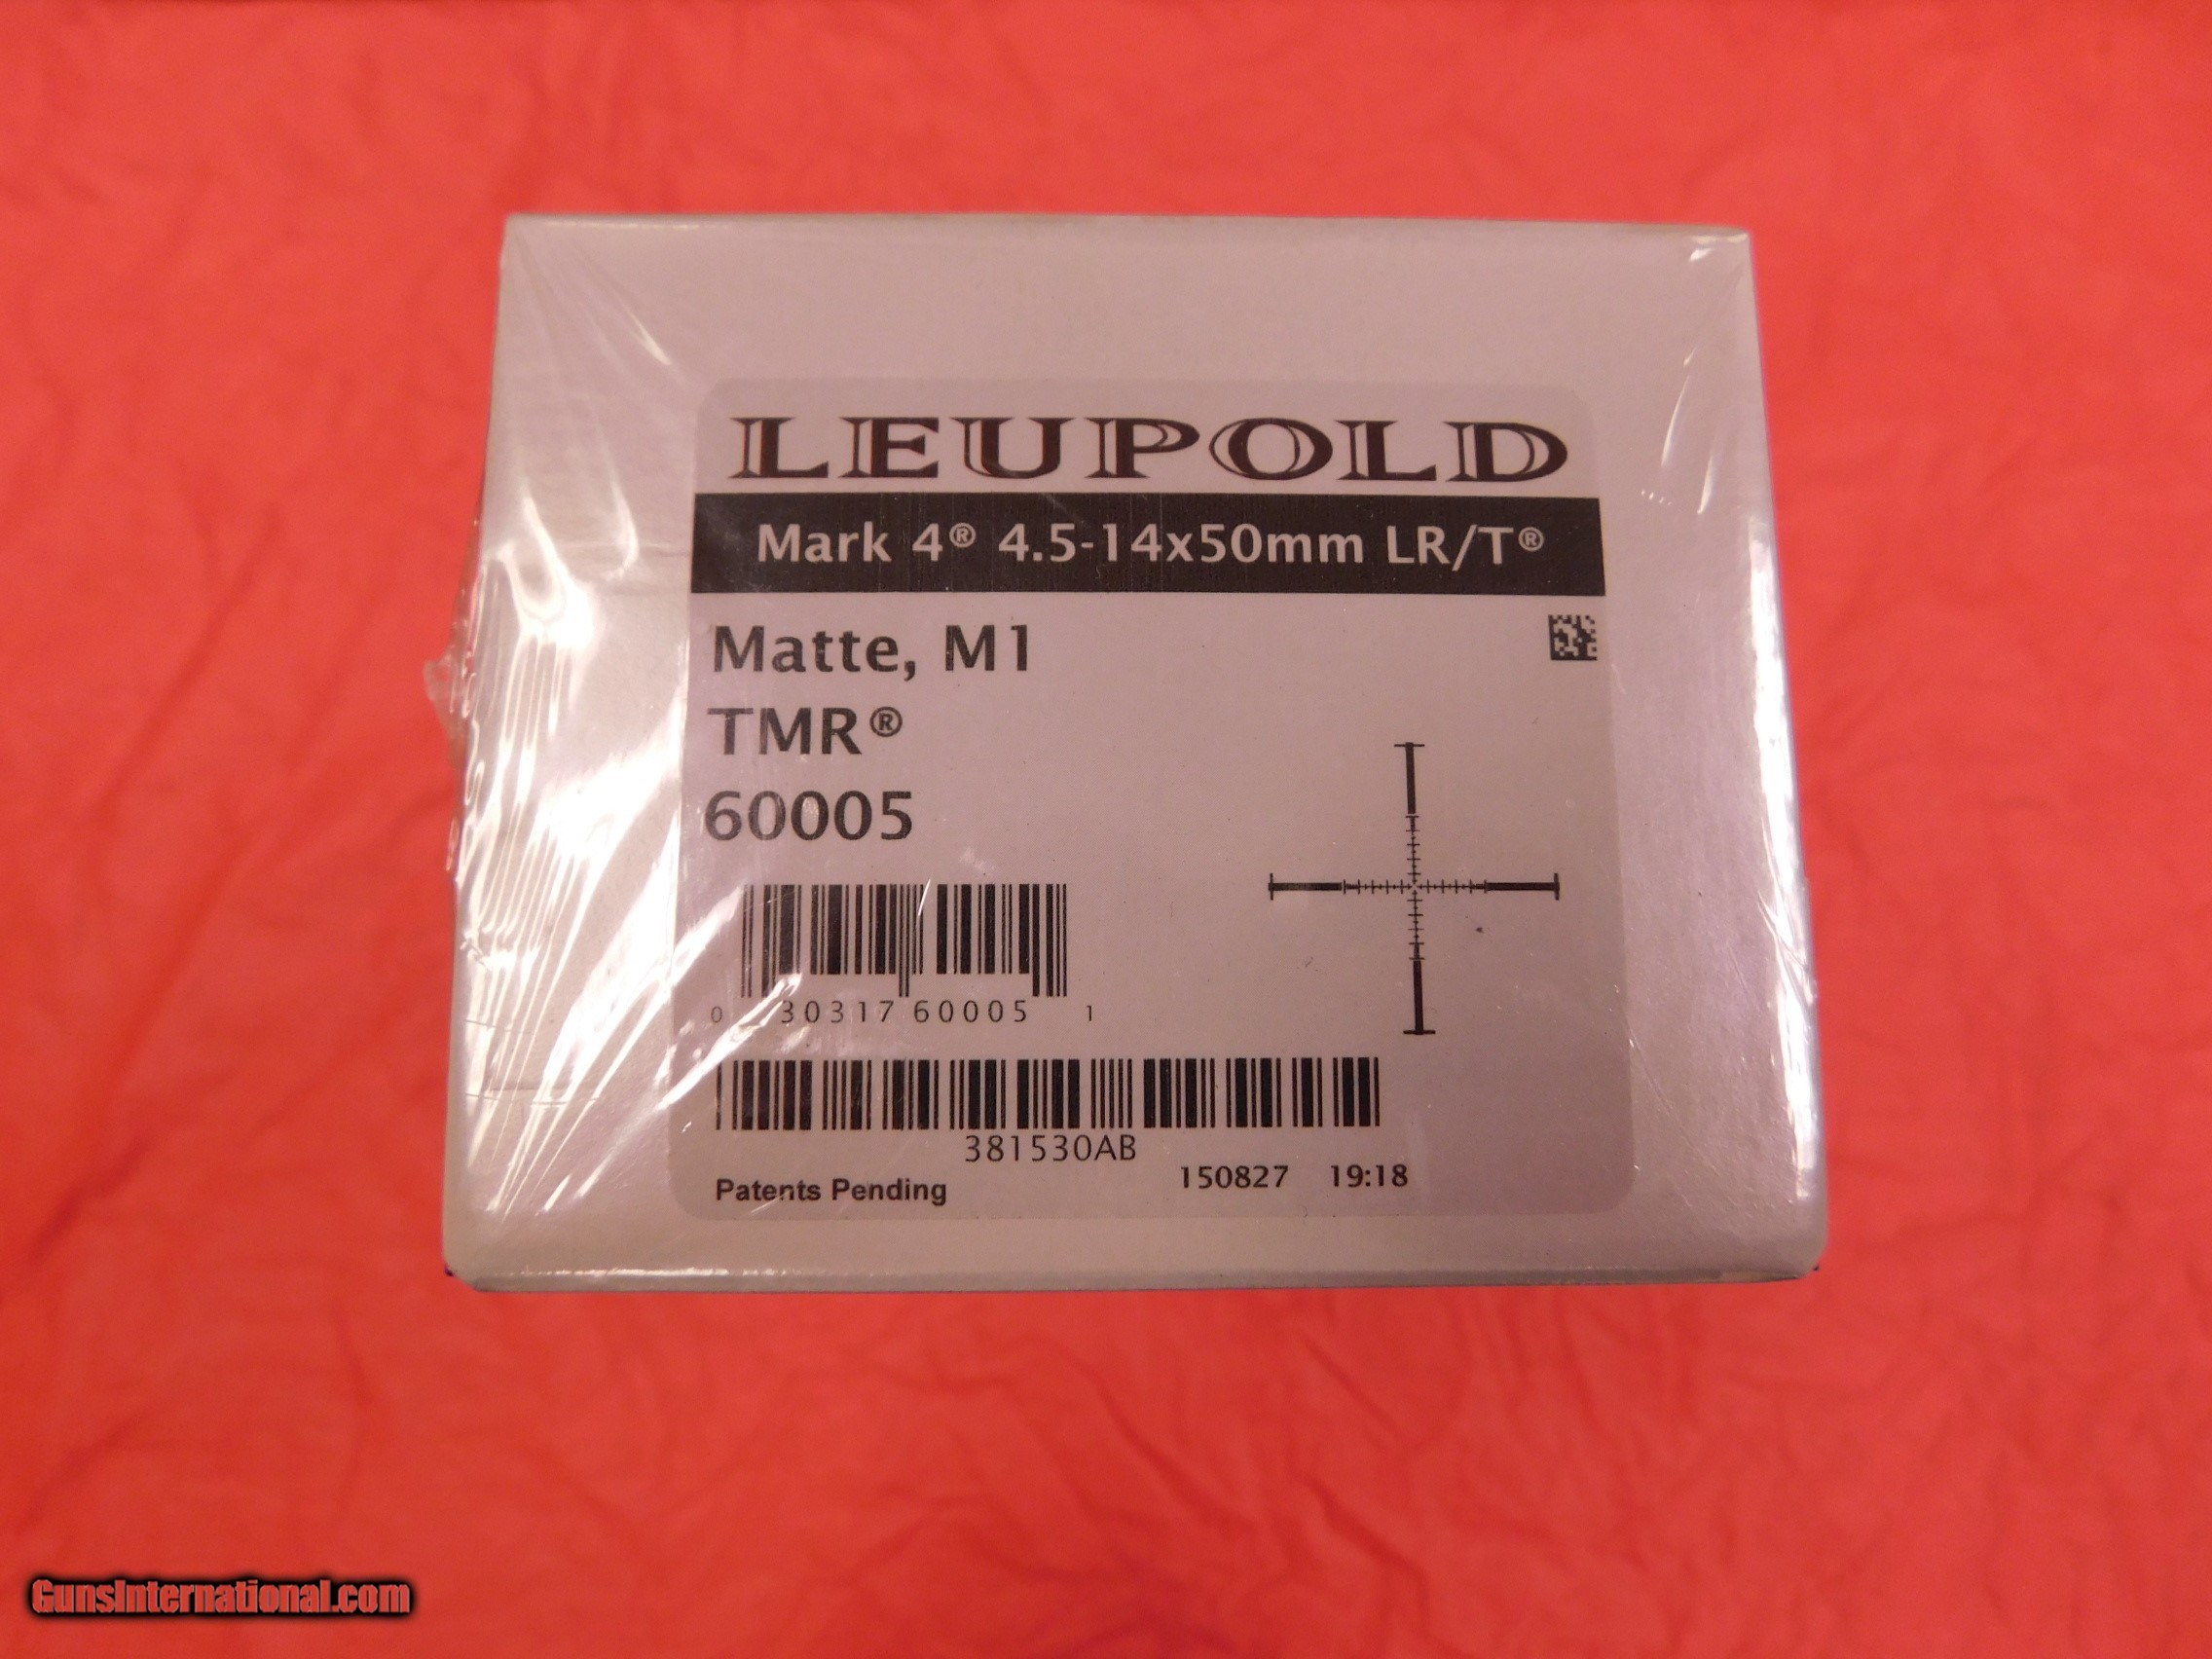 LEUPOLD
Mark 4® 4.5-14x50mm LR/T®
Matte, M1
TMR®
60005
0 30317 60005 1
381530AB
Patents Pending 150827 19:18
GunsInternational.com